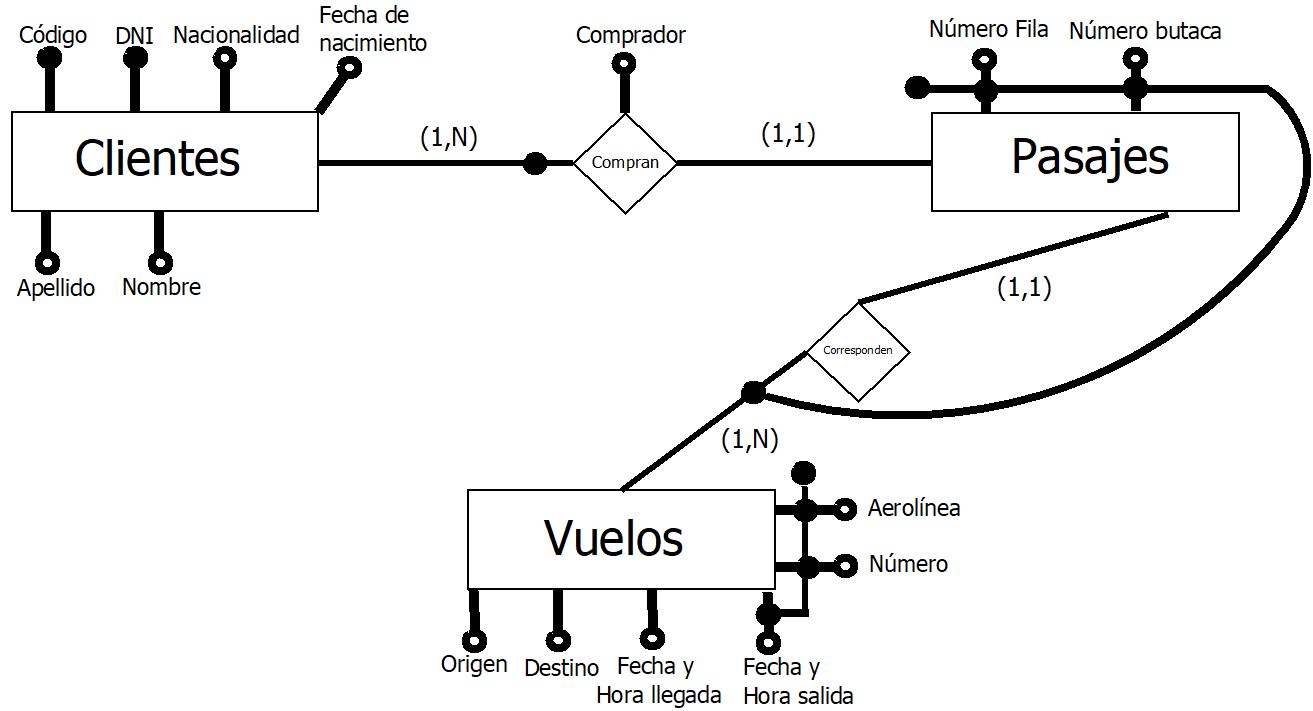 Código
DNI
Nacionalidad
Fecha de
nacimiento
Comprador
Número Fila
Número butaca
Clientes
(1,N)
Compran
(1,1)
Pasajes
Apellido
Nombre
(1,1)
Corresponden
(1,N)
Vuelos
Aerolínea
Número
Origen
Destino
Fecha y
Hora llegada
Fecha y
Hora salida